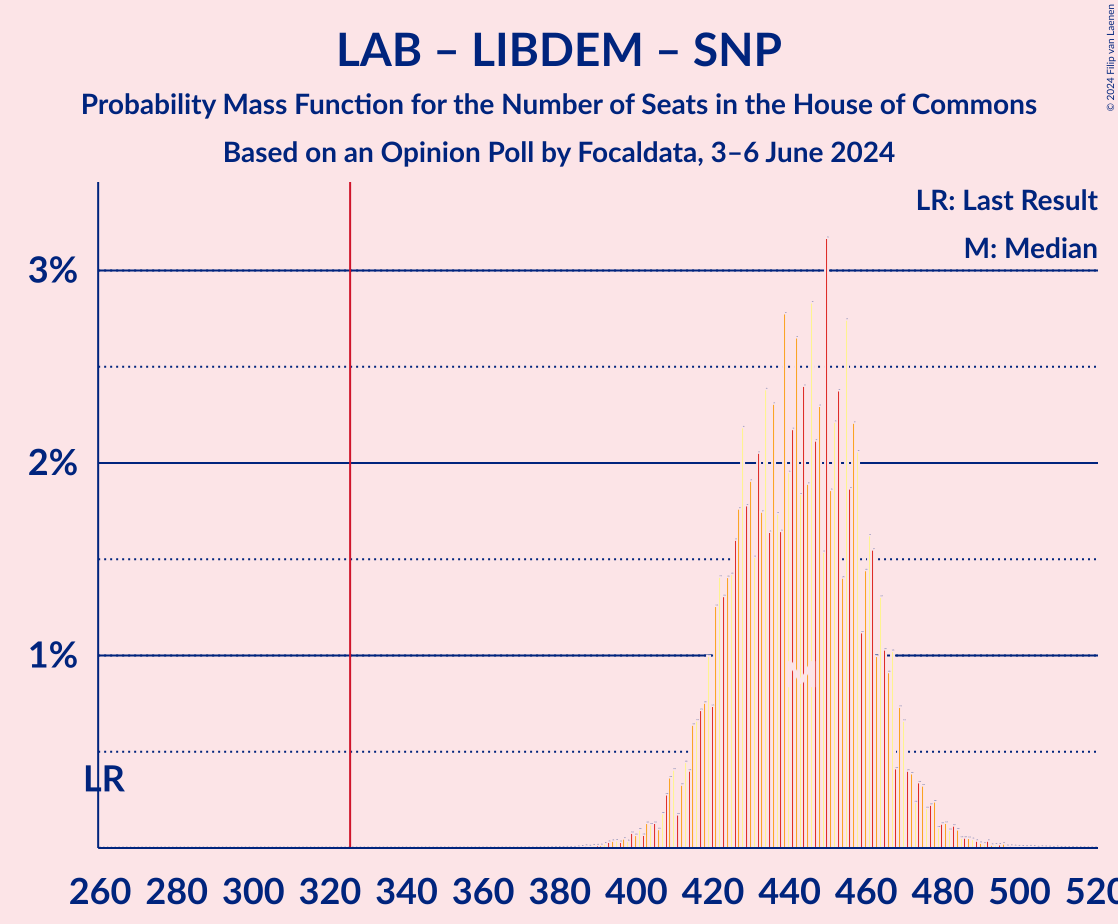 LAB – LIBDEM – SNP
Probability Mass Function for the Number of Seats in the House of Commons
Based on an Opinion Poll by Focaldata, 3–6 June 2024
© 2024 Filip van Laenen
LR: Last Result
M: Median
3%
2%
1%
LR
M
260 280 300 320 340 360 380 400 420 440 460 480 500 520